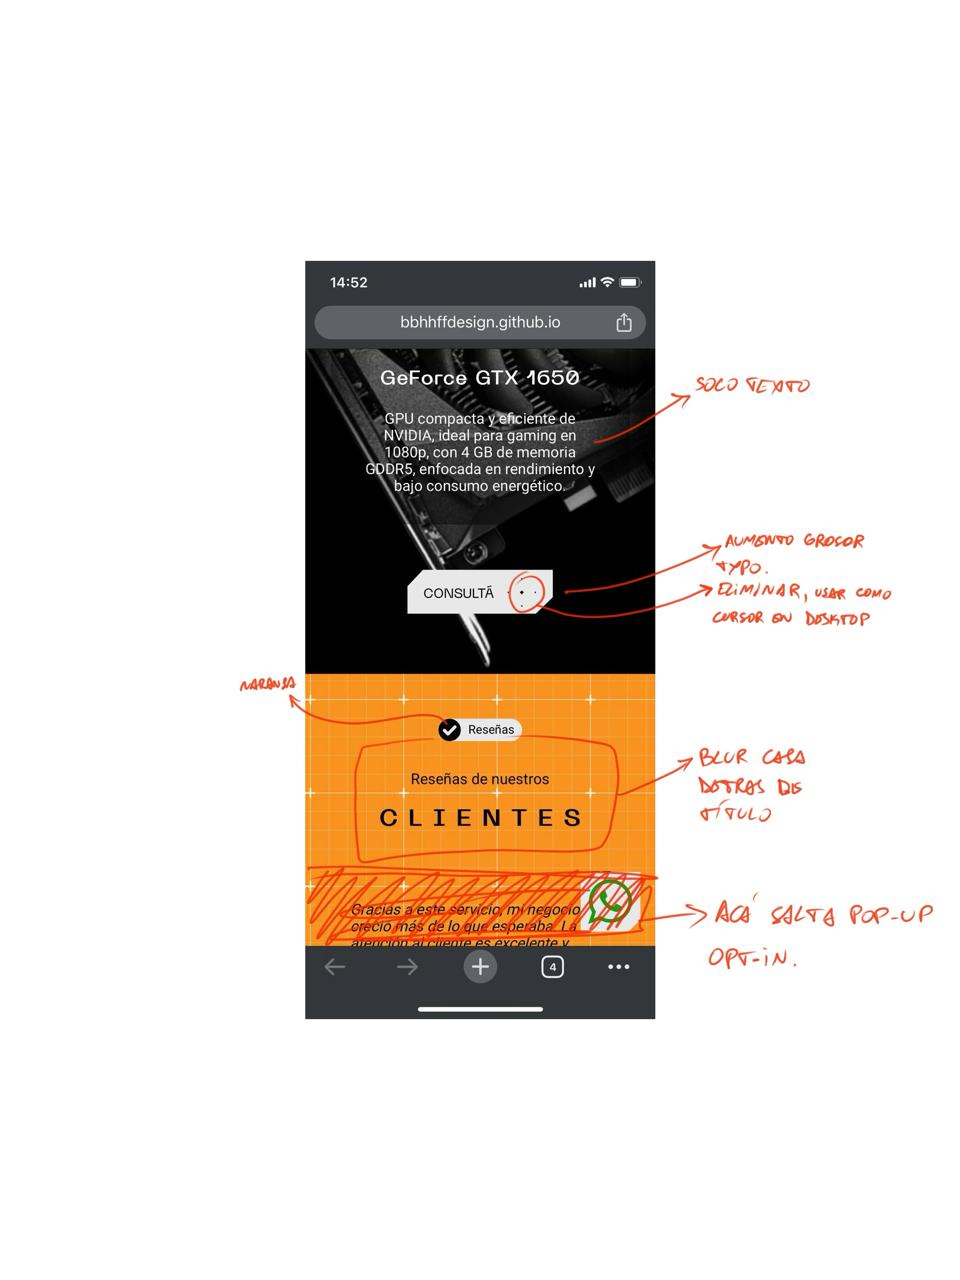 14:52
bbhhffdesign.github.io
GeForce GTX 1650
SOLO TEXTO
GPU compacta y eficiente de
NVIDIA, ideal para gaming en
1080p, con 4 GB de memoria
GDDR5, enfocada en rendimiento y
bajo consumo energético.
AUMENTO GROSOR
TYPO.
CONSULTÁ
ELIMINAR, USAR COMO
CURSOR EN DESKTOP
NARANJA
Reseñas
BLUR CAPA
DETRAS DE
TÍTULO
Reseñas de nuestros
CLIENTES
Gracias a este servicio, mi negocio
creció más de lo que esperaba. La
atención al cliente es excelente y
ACÁ SALTA POP-UP
OPT-IN.
4